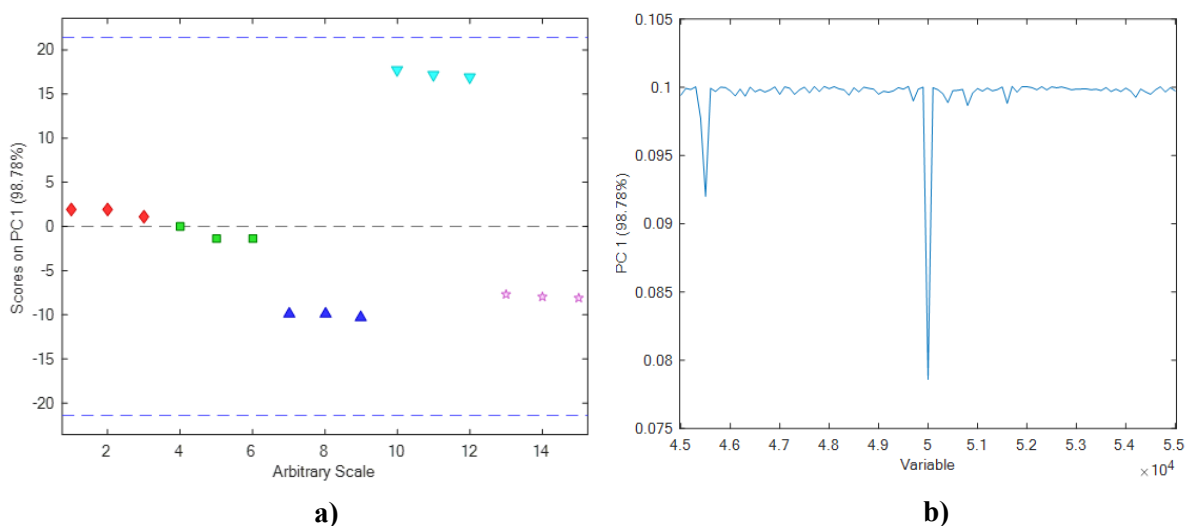 Scores on PC 1 (98.78%)
20
15
10
5
0
-5
-10
-15
-20
2 4 6 8 10 12 14
Arbitrary Scale
a)
PC 1 (98.78%)
0.105
0.1
0.095
0.09
0.085
0.08
0.075
4.5 4.6 4.7 4.8 4.9 5 5.1 5.2 5.3 5.4 5.5
Variable
×10⁴
b)